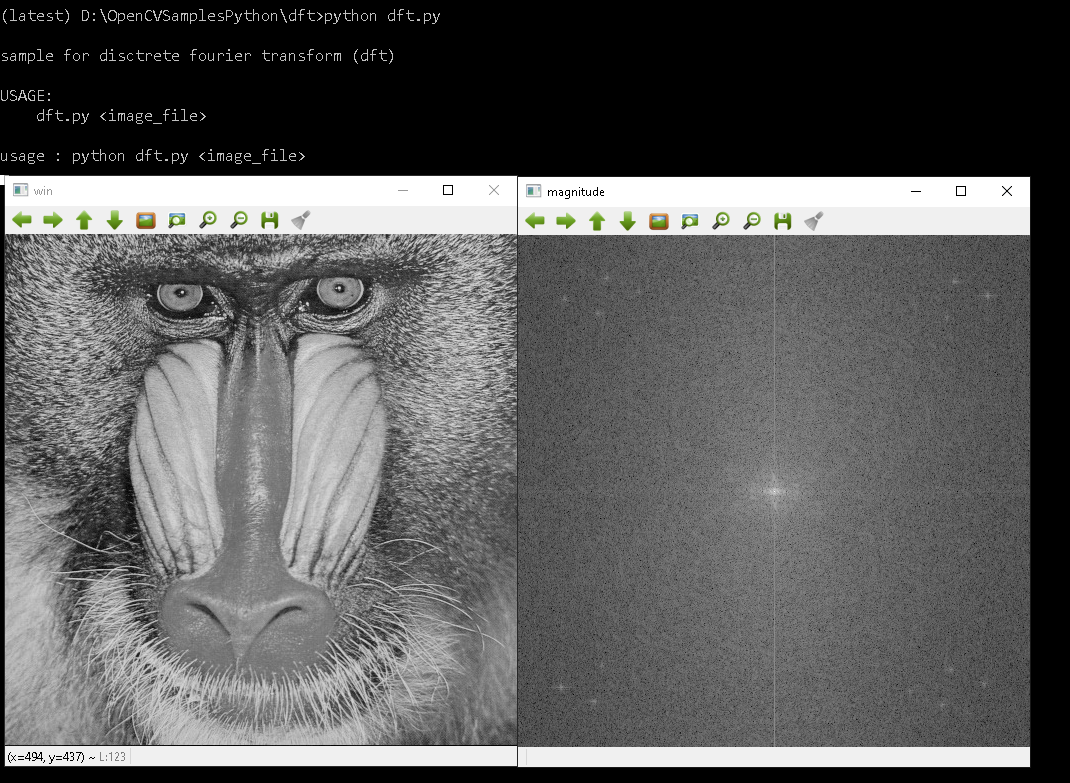 (latest) D:\OpenCVSamplesPython\dft>python dft.py
sample for disctrete fourier transform (dft)
USAGE:
dft.py <image_file>
usage : python dft.py <image_file>
win
magnitude
(x=494, y=437) ~ L:123